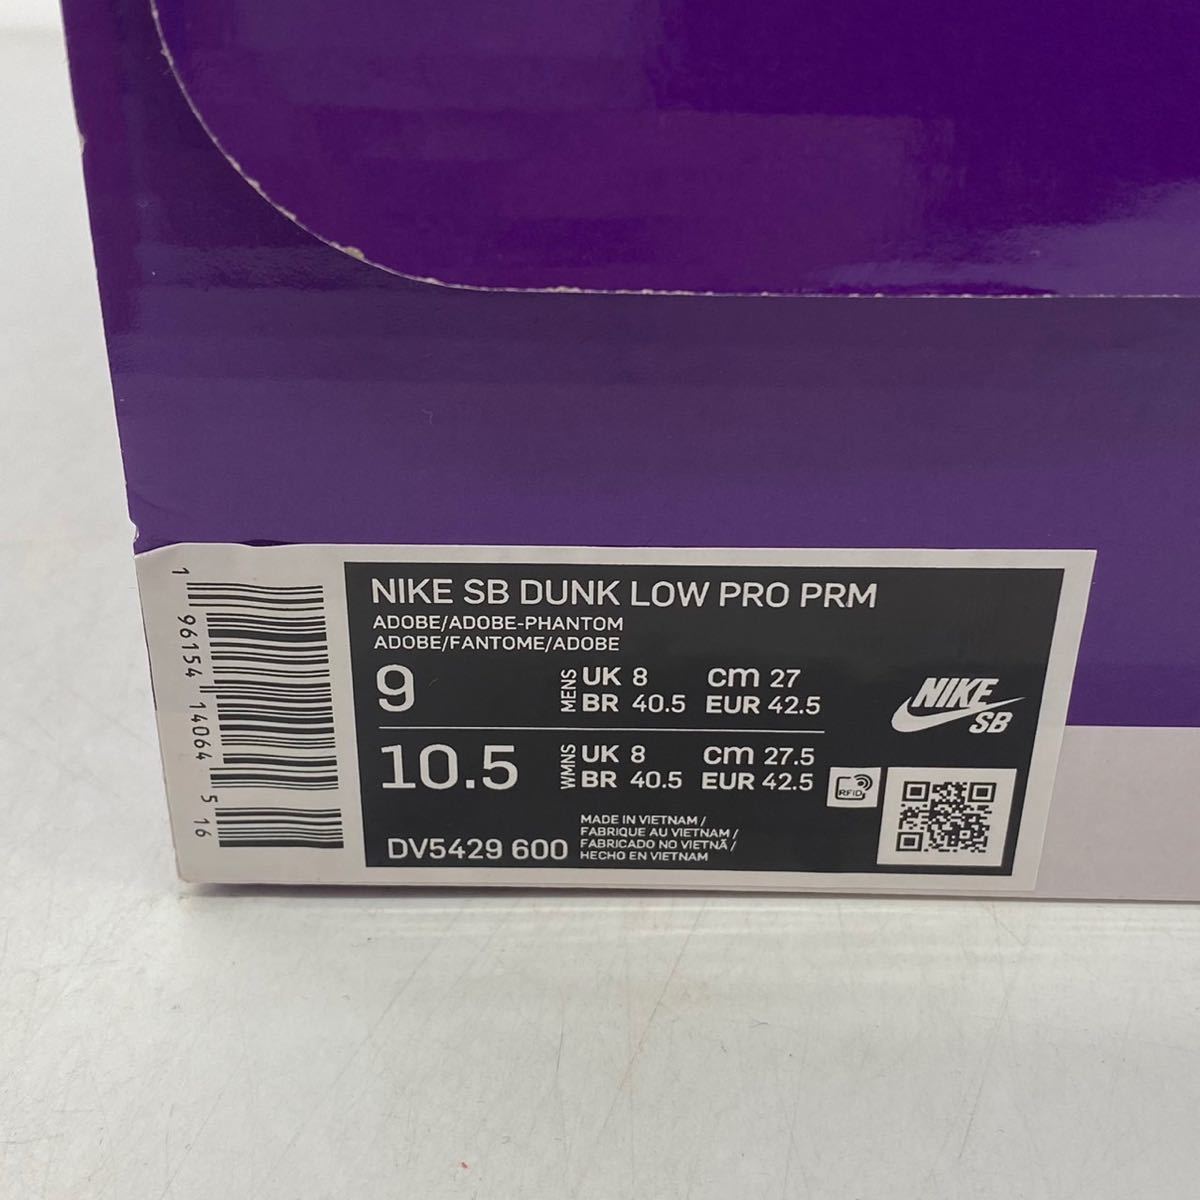 1 96154 14064 5 16
NIKE SB DUNK LOW PRO PRM
ADOBE/ADOBE-PHANTOM
ADOBE/FANTOME/ADOBE
9 MENS UK 8 cm 27
BR 40.5 EUR 42.5
10.5 WMNS UK 8 cm 27.5
BR 40.5 EUR 42.5
NIKE
SB
RFID
DV5429 600
MADE IN VIETNAM /
FABRIQUE AU VIETNAM /
FABRICADO NO VIETNÃ /
HECHO EN VIETNAM